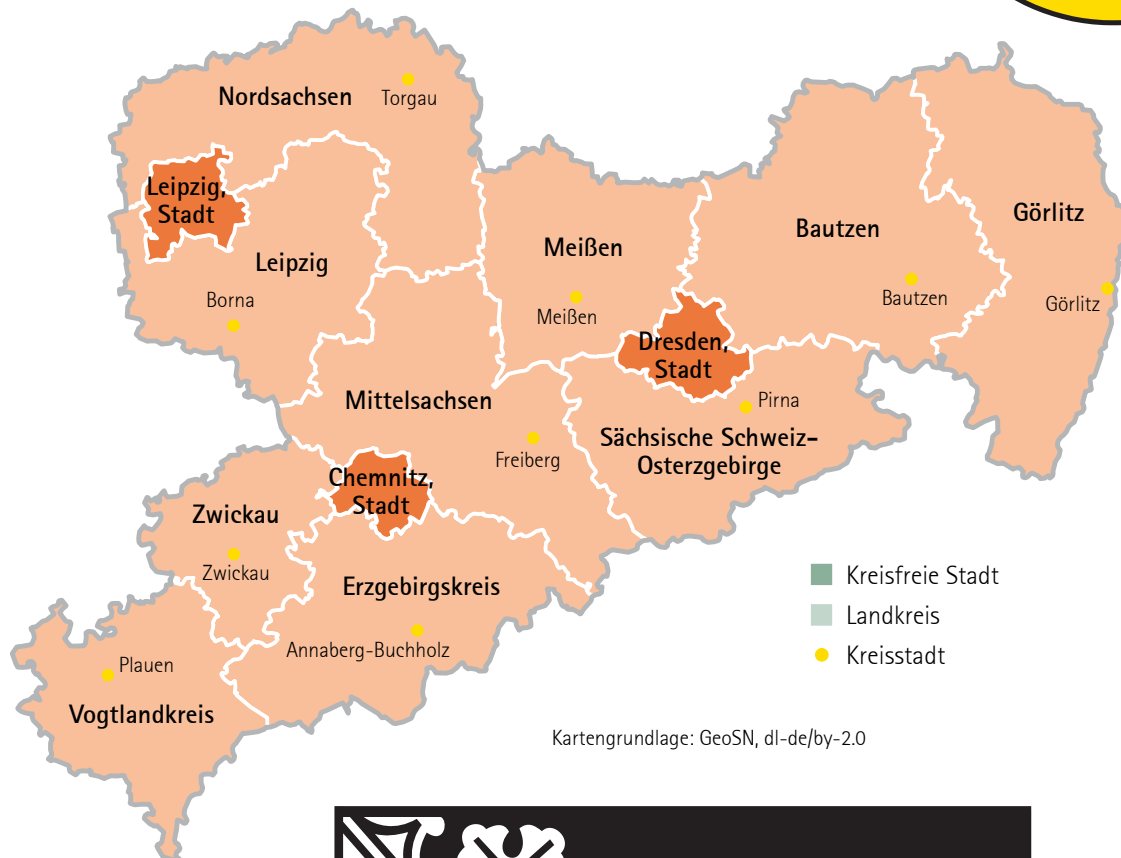 Nordsachsen
Torgau
Leipzig,
Stadt
Leipzig
Borna
Meißen
Meißen
Bautzen
Bautzen
Görlitz
Görlitz
Dresden,
Stadt
Pirna
Sächsische Schweiz-
Osterzgebirge
Mittelsachsen
Freiberg
Chemnitz,
Stadt
Zwickau
Zwickau
Erzgebirgskreis
Annaberg-Buchholz
Plauen
Vogtlandkreis
Kreisfreie Stadt
Landkreis
Kreisstadt
Kartengrundlage: GeoSN, dl-de/by-2.0